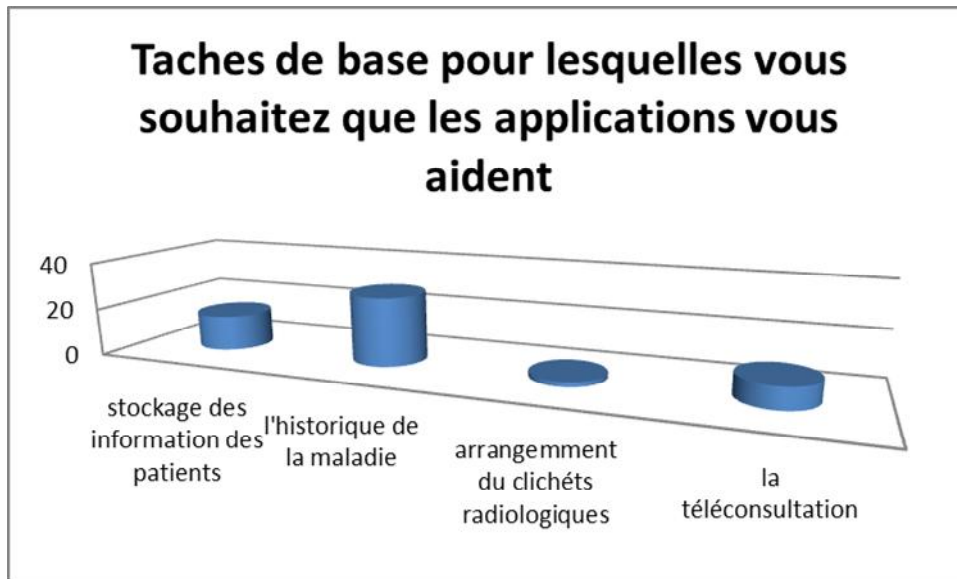 Taches de base pour lesquelles vous
souhaitez que les applications vous
aident
40
20
0
stockage des
information des
patients
l'historique de
la maladie
arrangemment
du clichéts
radiologiques
la
téléconsultation